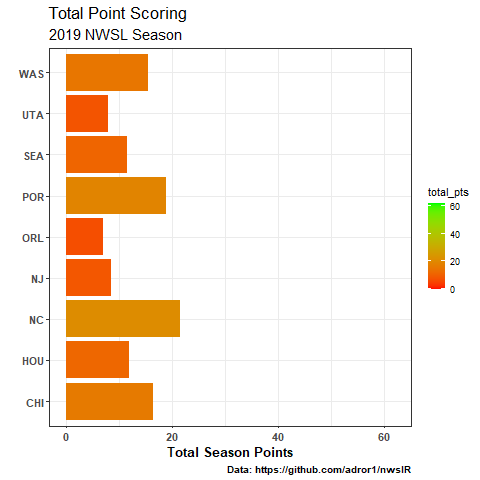 Total Point Scoring
2019 NWSL Season
WAS
UTA
SEA
POR
ORL
NJ
NC
HOU
CHI
0 20 40 60
Total Season Points
Data: https://github.com/adror1/nwslR
total_pts
60
40
20
0